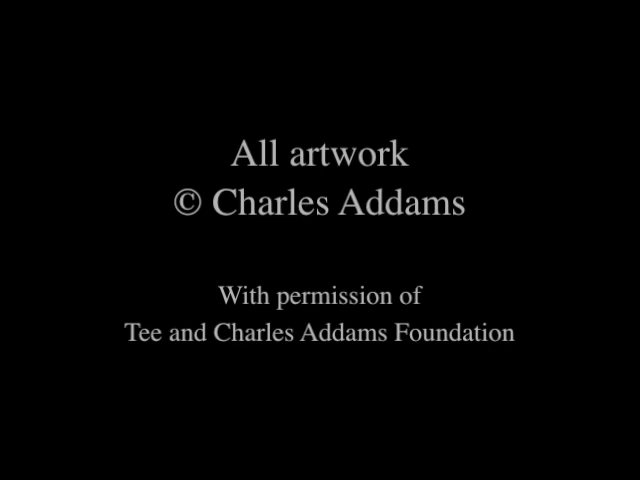 All artwork
© Charles Addams
With permission of
Tee and Charles Addams Foundation